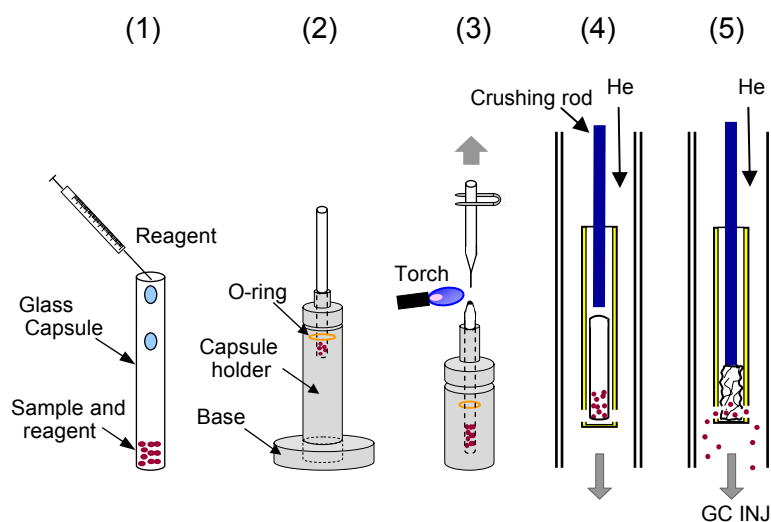 (1)
(2)
(3)
(4)
(5)
Reagent
Glass
Capsule
Sample and
reagent
O-ring
Capsule
holder
Base
Torch
Crushing rod
He
He
GC INJ